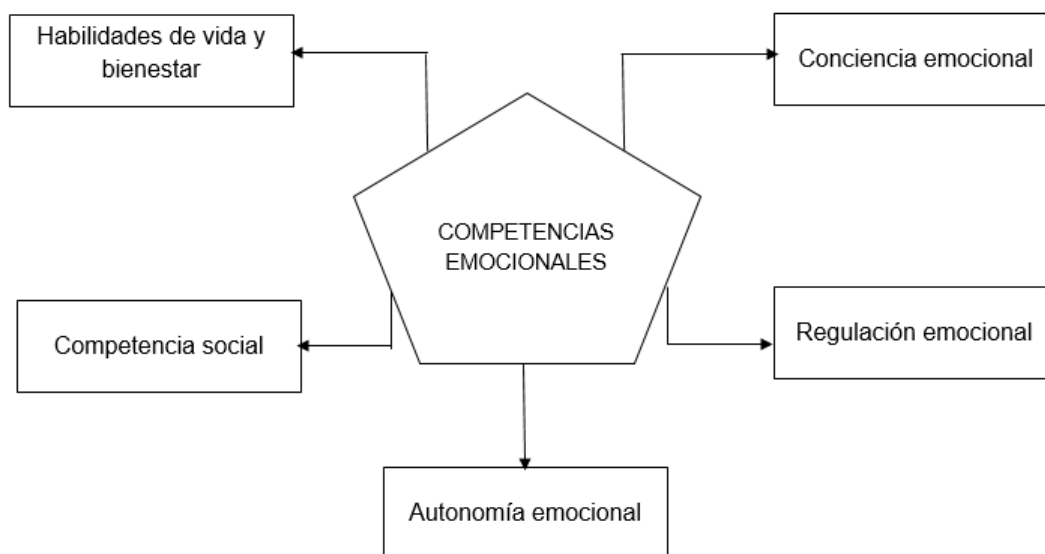 Habilidades de vida y
bienestar
Conciencia emocional
COMPETENCIAS
EMOCIONALES
Competencia social
Regulación emocional
Autonomía emocional